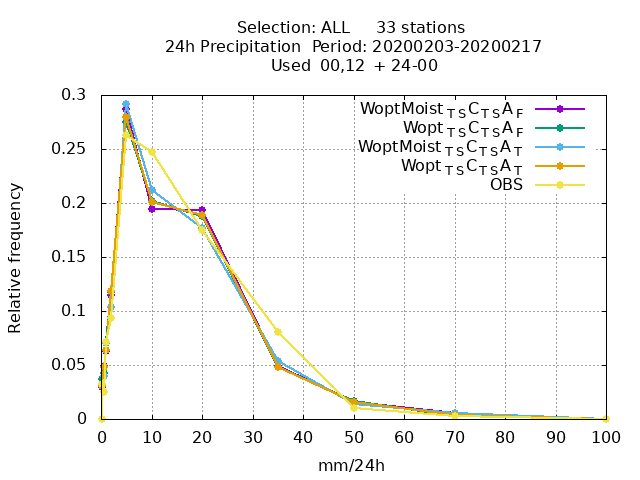 Selection: ALL 33 stations
24h Precipitation Period: 20200203-20200217
Used 00,12 + 24-00
Relative frequency
0.3
0.25
0.2
0.15
0.1
0.05
0
WoptMoist TS C TS A F
Wopt TS C TS A F
WoptMoist TS C TS A T
Wopt TS C TS A T
OBS
0 10 20 30 40 50 60 70 80 90 100
mm/24h